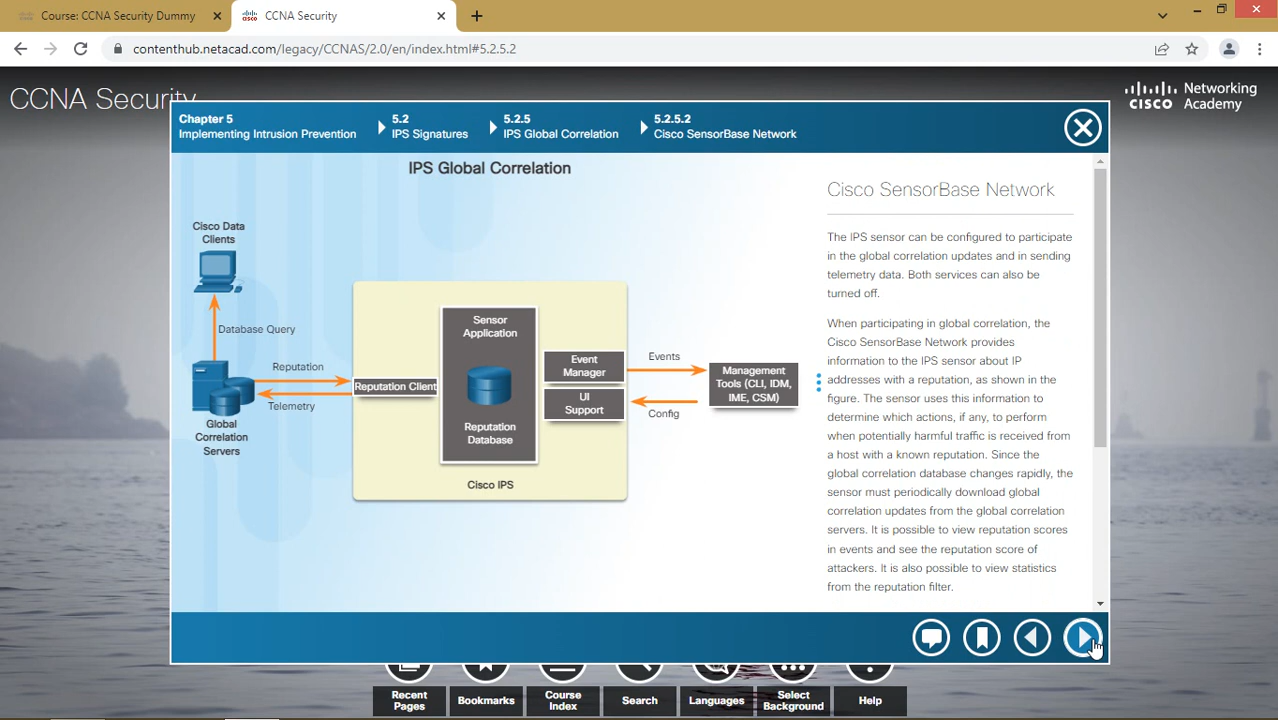 Course: CCNA Security Dummy
CCNA Security
contenthub.netacad.com/legacy/CCNAS/2.0/en/index.html#5.2.5.2
CCNA Security
Networking
CISCO Academy
Chapter 5
Implementing Intrusion Prevention
5.2
IPS Signatures
5.2.5
IPS Global Correlation
5.2.5.2
Cisco SensorBase Network
IPS Global Correlation
Cisco Data
Clients
Database Query
Reputation
Telemetry
Global
Correlation
Servers
Reputation Client
Sensor
Application
Reputation
Database
Cisco IPS
Event
Manager
UI
Support
Events
Config
Management
Tools (CLI, IDM,
IME, CSM)
Cisco SensorBase Network
The IPS sensor can be configured to participate
in the global correlation updates and in sending
telemetry data. Both services can also be
turned off.
When participating in global correlation, the
Cisco SensorBase Network provides
information to the IPS sensor about IP
addresses with a reputation, as shown in the
figure. The sensor uses this information to
determine which actions, if any, to perform
when potentially harmful traffic is received from
a host with a known reputation. Since the
global correlation database changes rapidly, the
sensor must periodically download global
correlation updates from the global correlation
servers. It is possible to view reputation scores
in events and see the reputation score of
attackers. It is also possible to view statistics
from the reputation filter.
Recent
Pages
Bookmarks
Course
Index
Search
Languages
Select
Background
Help